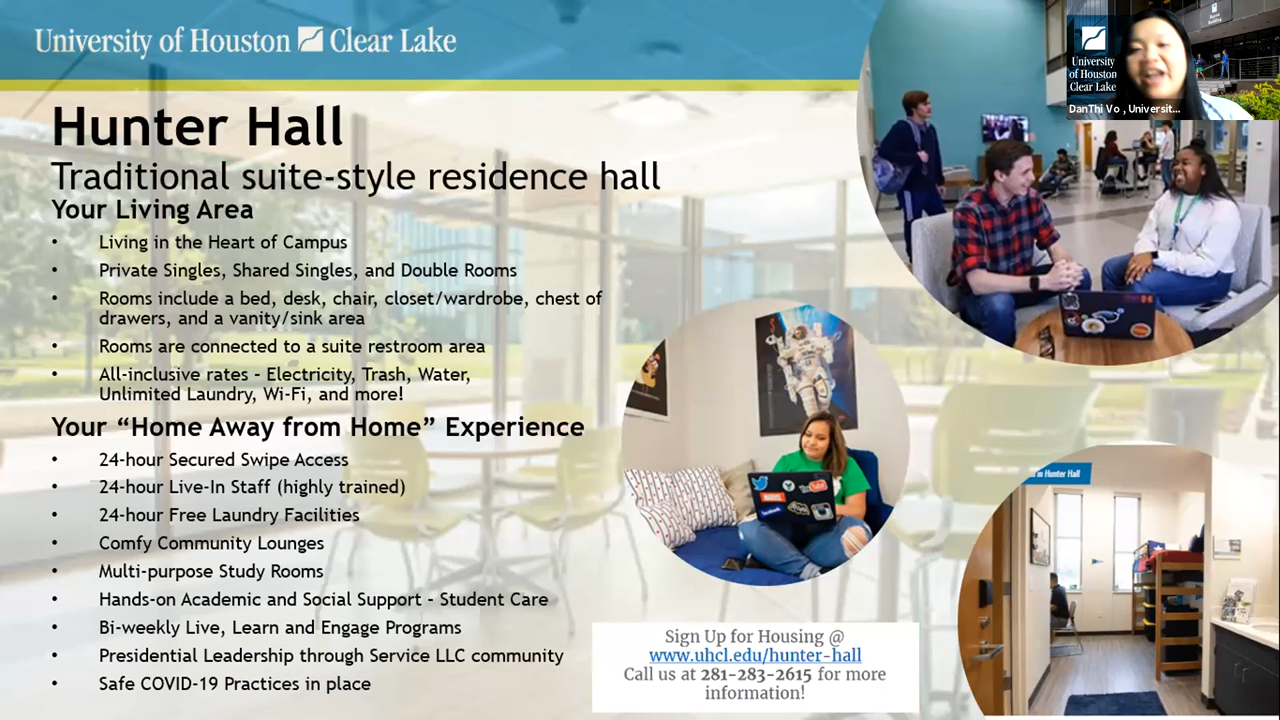 University of Houston Clear Lake
University
of Houston
Clear Lake
DanThi Vo , Universit...
Hunter Hall
Traditional suite-style residence hall
Your Living Area
• Living in the Heart of Campus
• Private Singles, Shared Singles, and Double Rooms
• Rooms include a bed, desk, chair, closet/wardrobe, chest of
drawers, and a vanity/sink area
• Rooms are connected to a suite restroom area
• All-inclusive rates – Electricity, Trash, Water,
Unlimited Laundry, Wi-Fi, and more!
Your “Home Away from Home” Experience
• 24-hour Secured Swipe Access
• 24-hour Live-In Staff (highly trained)
• 24-hour Free Laundry Facilities
• Comfy Community Lounges
• Multi-purpose Study Rooms
• Hands-on Academic and Social Support – Student Care
• Bi-weekly Live, Learn and Engage Programs
• Presidential Leadership through Service LLC community
• Safe COVID-19 Practices in place
YouTube
facebook
in Hunter Hall
Sign Up for Housing @
www.uhcl.edu/hunter-hall
Call us at 281-283-2615 for more
information!